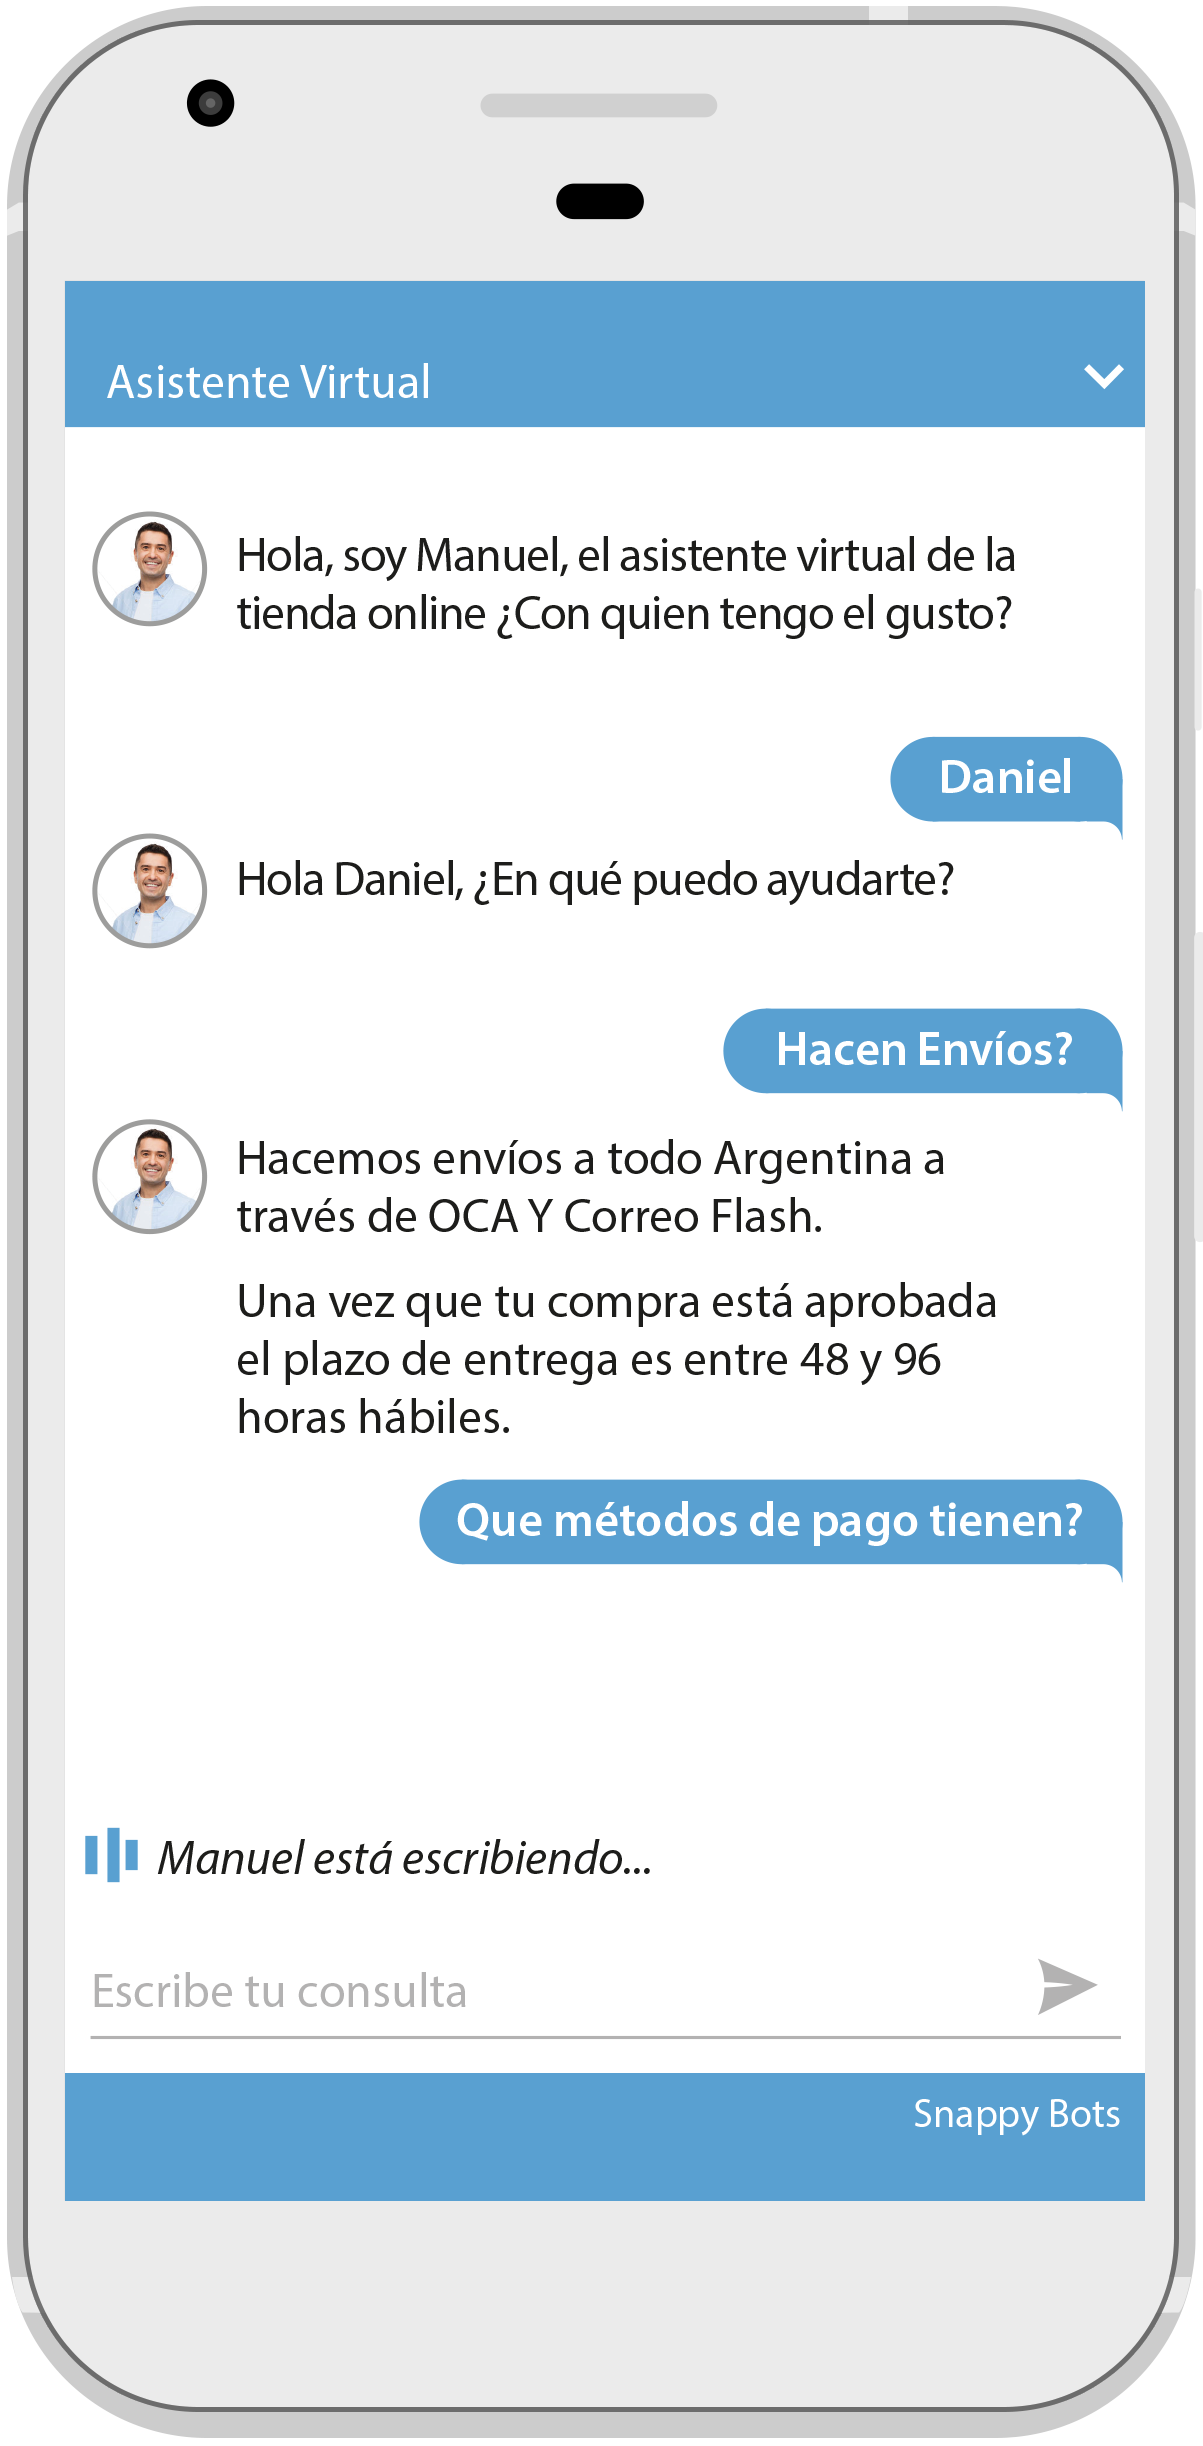 Asistente Virtual
Hola, soy Manuel, el asistente virtual de la
tienda online ¿Con quien tengo el gusto?
Daniel
Hola Daniel, ¿En qué puedo ayudarte?
Hacen Envíos?
Hacemos envíos a todo Argentina a
través de OCA Y Correo Flash.
Una vez que tu compra está aprobada
el plazo de entrega es entre 48 y 96
horas hábiles.
Que métodos de pago tienen?
Manuel está escribiendo...
Escribe tu consulta
Snappy Bots